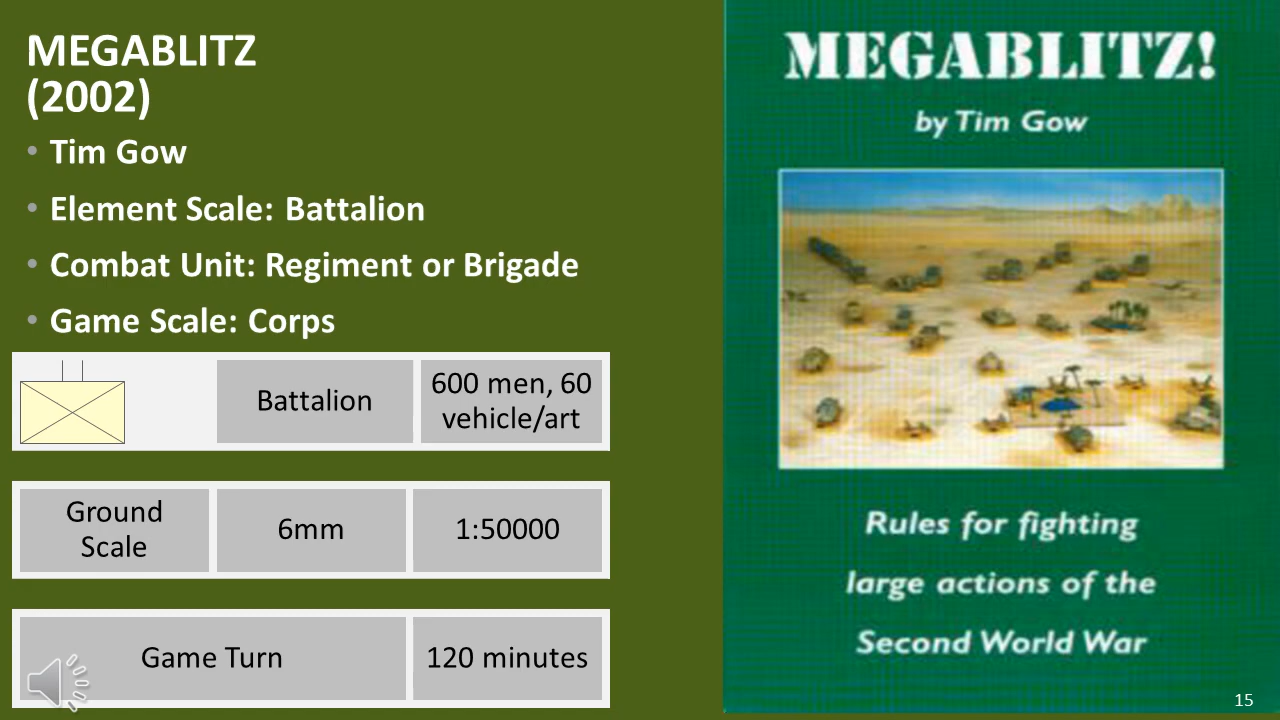 MEGABLITZ
(2002)
• Tim Gow
• Element Scale: Battalion
• Combat Unit: Regiment or Brigade
• Game Scale: Corps
Battalion
600 men, 60
vehicle/art
Ground
Scale
6mm
1:50000
Game Turn
120 minutes
MEGABLITZ!
by Tim Gow
Rules for fighting
large actions of the
Second World War
15